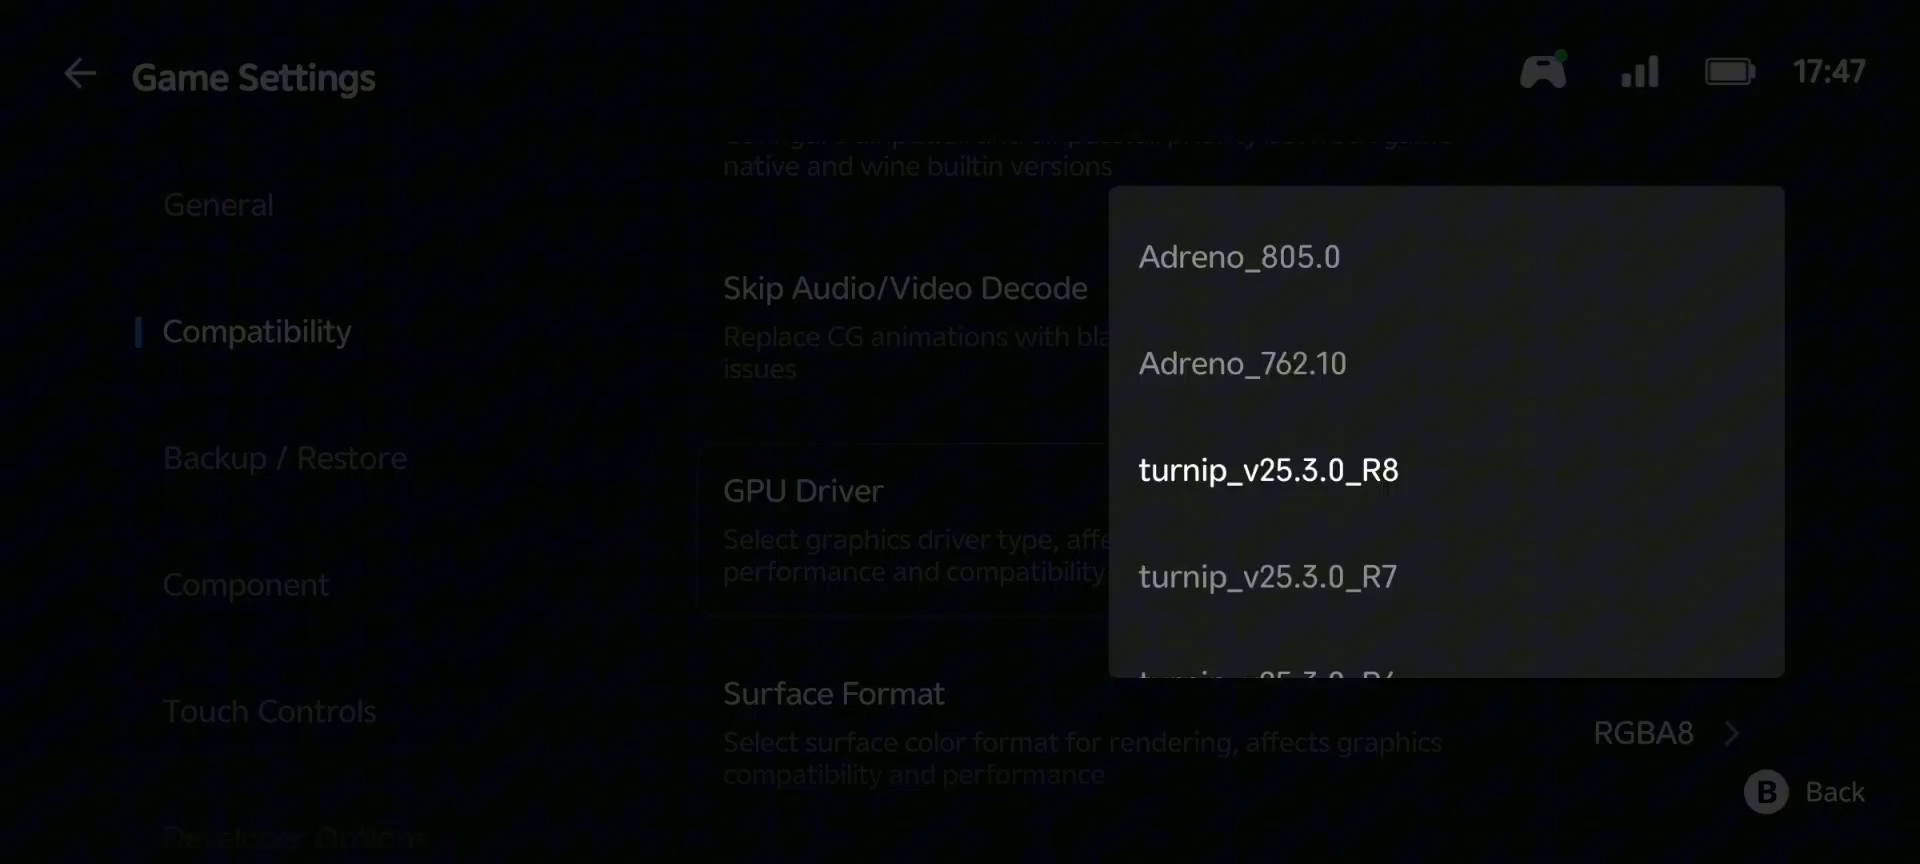 Game Settings
17:47
General
Compatibility
Backup / Restore
Component
Touch Controls
Developer Options
native and wine builtin versions
Skip Audio/Video Decode
Replace CG animations with
issues
GPU Driver
Select graphics driver type,
performance and compatibility
Surface Format
Select surface color format for rendering, affects graphics
compatibility and performance
RGBA8
Adreno_805.0
Adreno_762.10
turnip_v25.3.0_R8
turnip_v25.3.0_R7
B Back